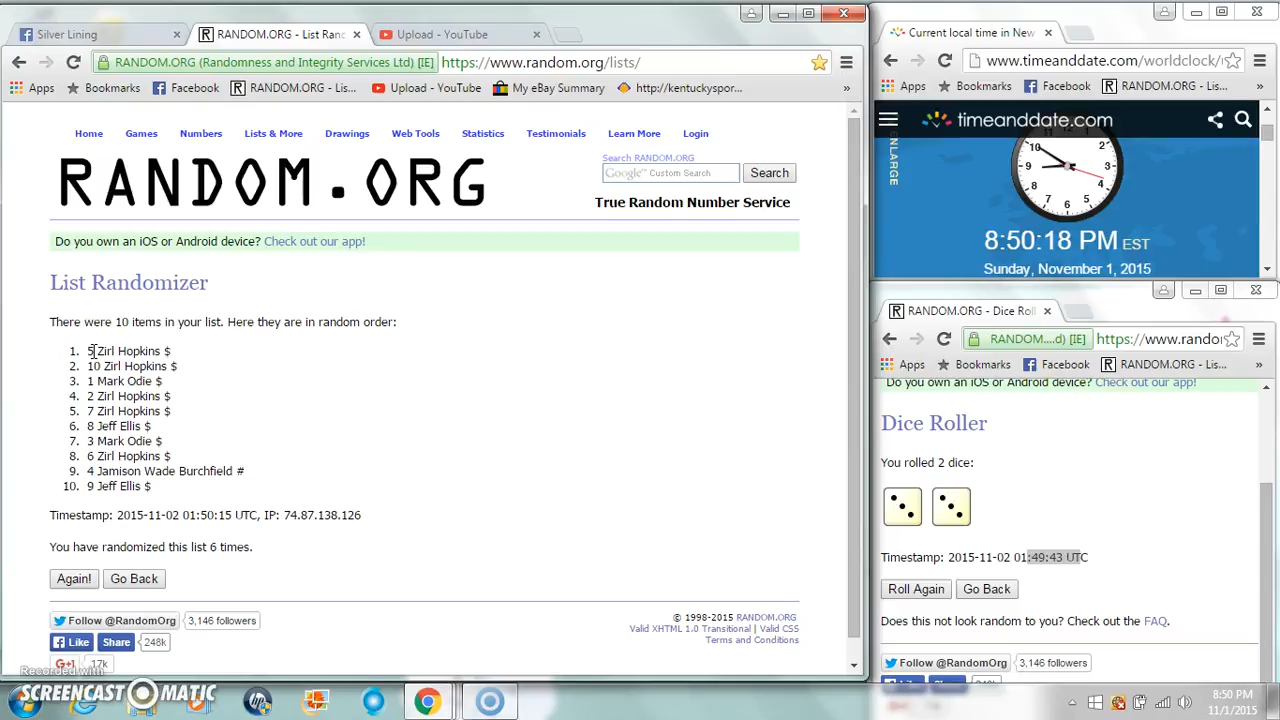 Silver Lining
RANDOM.ORG - List Ran
Upload - YouTube
RANDOM.ORG (Randomness and Integrity Services Ltd) [IE]
https://www.random.org/lists/
Apps
Bookmarks
Facebook
RANDOM.ORG - Lis...
Upload - YouTube
My eBay Summary
http://kentuckyspor...
»
Home
Games
Numbers
Lists & More
Drawings
Web Tools
Statistics
Testimonials
Learn More
Login
RANDOM.ORG
Search RANDOM.ORG
Google™ Custom Search
Search
True Random Number Service
Do you own an iOS or Android device? Check out our app!
List Randomizer
There were 10 items in your list. Here they are in random order:
1. 5 Zirl Hopkins $
2. 10 Zirl Hopkins $
3. 1 Mark Odie $
4. 2 Zirl Hopkins $
5. 7 Zirl Hopkins $
6. 8 Jeff Ellis $
7. 3 Mark Odie $
8. 6 Zirl Hopkins $
9. 4 Jamison Wade Burchfield #
10. 9 Jeff Ellis $
Timestamp: 2015-11-02 01:50:15 UTC, IP: 74.87.138.126
You have randomized this list 6 times.
Again!
Go Back
Follow @RandomOrg
3,146 followers
Like
Share
248k
G+1
17k
© 1998-2015 RANDOM.ORG
Valid XHTML 1.0 Transitional | Valid CSS
Terms and Conditions
Recorded with
SCREENCAST-O-MATIC
Current local time in New
www.timeanddate.com/worldclock/
Apps
Bookmarks
Facebook
RANDOM.ORG - Lis...
»
timeanddate.com
ENLARGE
8:50:18 PM EST
Sunday, November 1, 2015
RANDOM.ORG - Dice Roll
RANDOM....d) [IE]
https://www.rando
Apps
Bookmarks
Facebook
RANDOM.ORG - Lis...
»
Do you own an iOS or Android device? Check out our app!
Dice Roller
You rolled 2 dice:
Timestamp: 2015-11-02 01:49:43 UTC
Roll Again
Go Back
Does this not look random to you? Check out the FAQ.
Follow @RandomOrg
3,146 followers
8:50 PM
11/1/2015